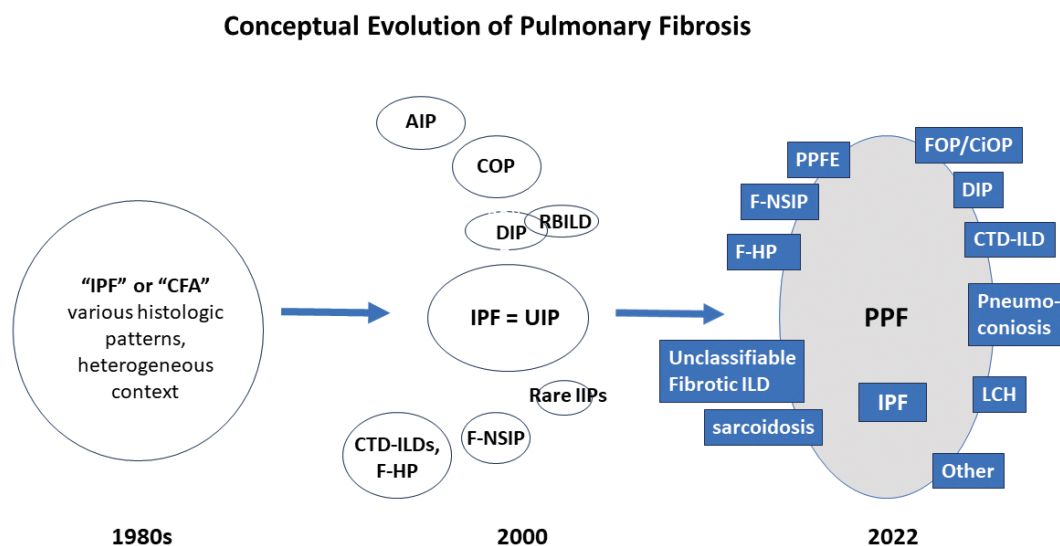 Conceptual Evolution of Pulmonary Fibrosis
“IPF” or “CFA”
various histologic
patterns,
heterogeneous
context
1980s
AIP
COP
DIP
RBILD
IPF = UIP
Rare IIPs
CTD-ILDs,
F-HP
F-NSIP
2000
PPFE
FOP/CiOP
F-NSIP
DIP
F-HP
CTD-ILD
PPF
Pneumo-
coniosis
Unclassifiable
Fibrotic ILD
IPF
LCH
sarcoidosis
Other
2022